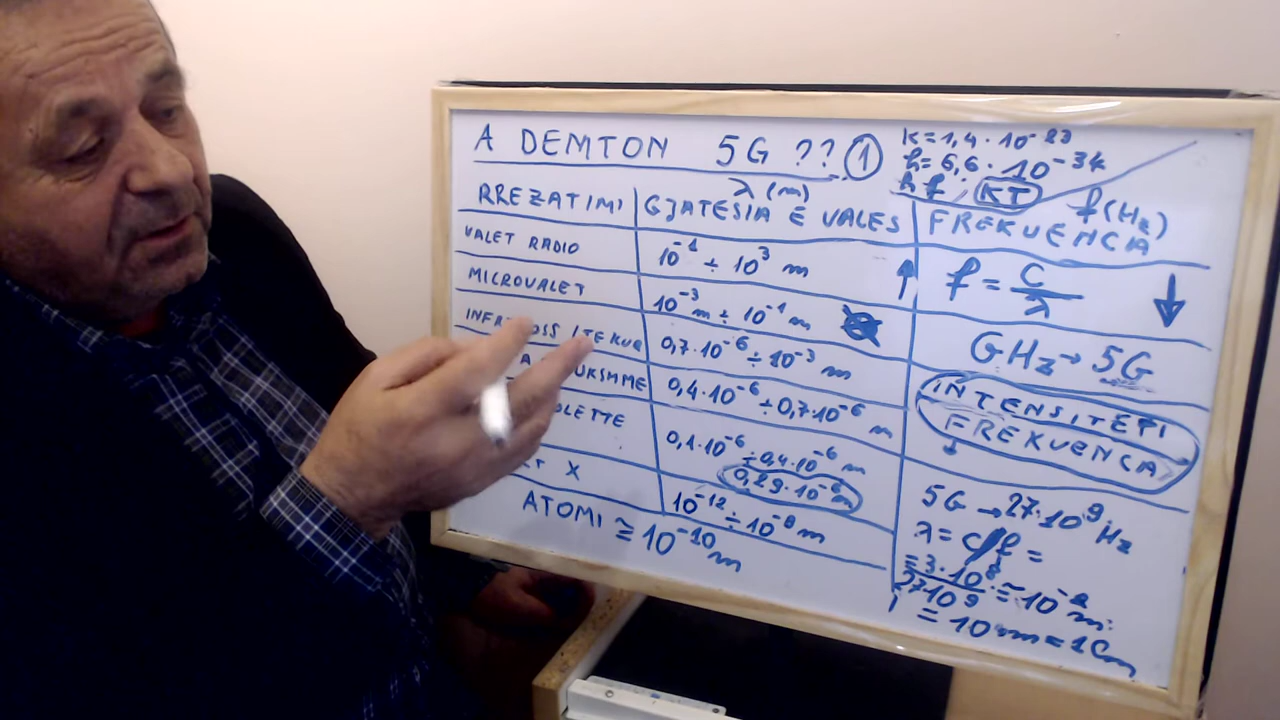 A DEMTON 5G ?? 1
K=1,4·10⁻²³
h=6,6·10⁻³⁴
hf KT
RREZATIMI
λ(m)
GJATESIA E VALES
f(Hz)
FREKUENCIA
VALET RADIO
10⁻¹ ÷ 10³ m
f = C/λ
MICROVALET
10⁻³ m ÷ 10⁻¹ m
GHz → 5G
0,7·10⁻⁶ ÷ 10⁻³ m
0,4·10⁻⁶ ÷ 0,7·10⁻⁶ m
INTENSITETI
FREKUENCA
0,1·10⁻⁶ ÷ 0,4·10⁻⁶ m
0,29·10⁻⁶ m
X
10⁻¹² ÷ 10⁻⁸ m
ATOMI ≅ 10⁻¹⁰ m
5G → 27·10⁹ Hz
λ = c/f =
= 3·10⁸/27·10⁹ ≅ 10⁻² m
= 10 mm = 1 Cm